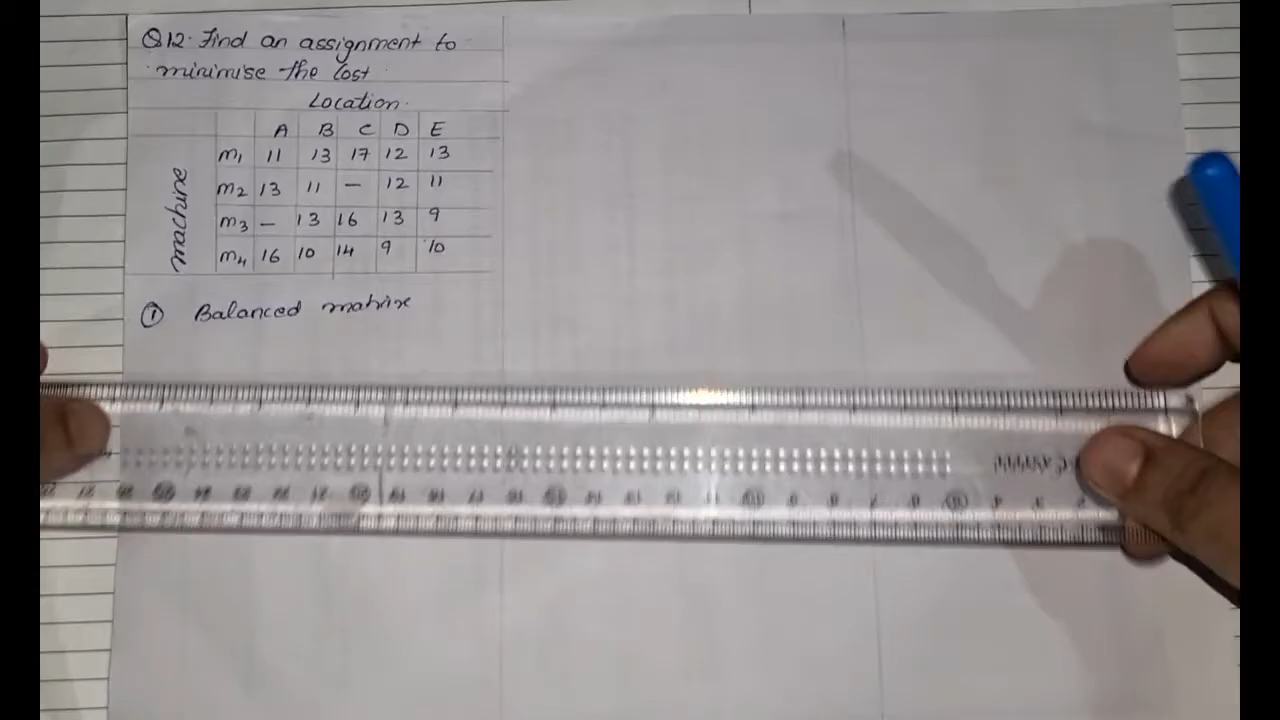 Q12. Find an assignment to
minimise the Cost
Location.
A B C D E
machine
m1 11 13 17 12 13
m2 13 11 — 12 11
m3 — 13 16 13 9
m4 16 10 14 9 10
① Balanced matrix